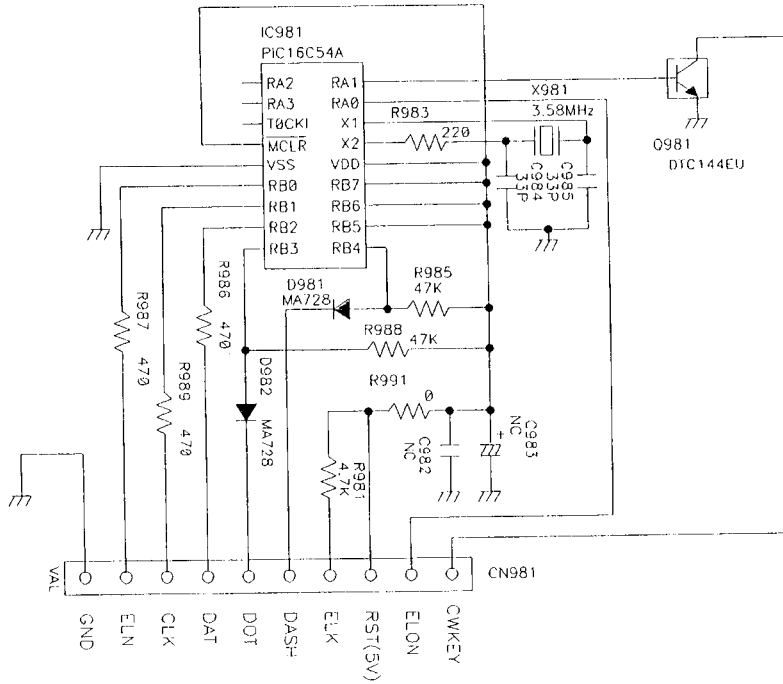 IC981
PiC16C54A
RA2
RA3
TØCKI
MCLR
VSS
RB0
RB1
RB2
RB3
RA1
RA0
X1
X2
VDD
RB7
RB6
RB5
RB4
R983
220
X981
3.58MHz
C985
33P
C984
33P
Q981
DTC144EU
D981
MA728
R985
47K
R988
47K
R986
470
R987
470
R989
470
D982
MA728
R991
0
R981
4.7K
C982
NC
+
C983
NC
VAL
CN981
GND
ELN
CLK
DAT
DOT
DASH
ELK
RST(5V)
ELON
CWKEY